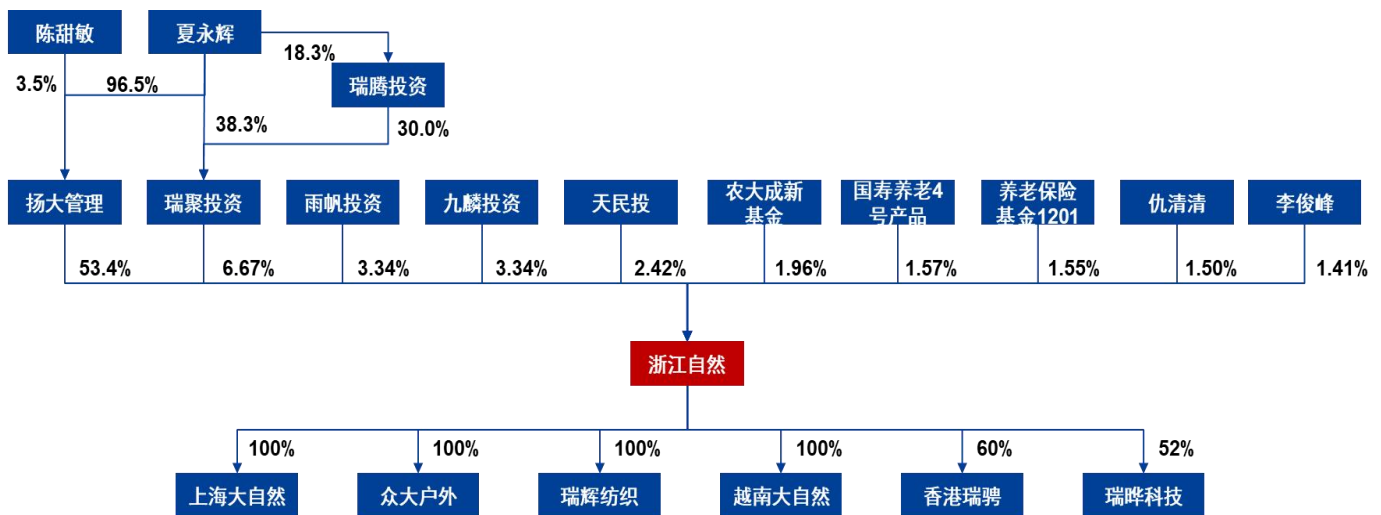 陈甜敏
夏永辉
18.3%
3.5%
96.5%
瑞腾投资
38.3%
30.0%
扬大管理
瑞聚投资
雨帆投资
九麟投资
天民投
农大成新
基金
国寿养老4
号产品
养老保险
基金1201
仇清清
李俊峰
53.4%
6.67%
3.34%
3.34%
2.42%
1.96%
1.57%
1.55%
1.50%
1.41%
浙江自然
100%
100%
100%
100%
60%
52%
上海大自然
众大户外
瑞辉纺织
越南大自然
香港瑞骋
瑞晔科技